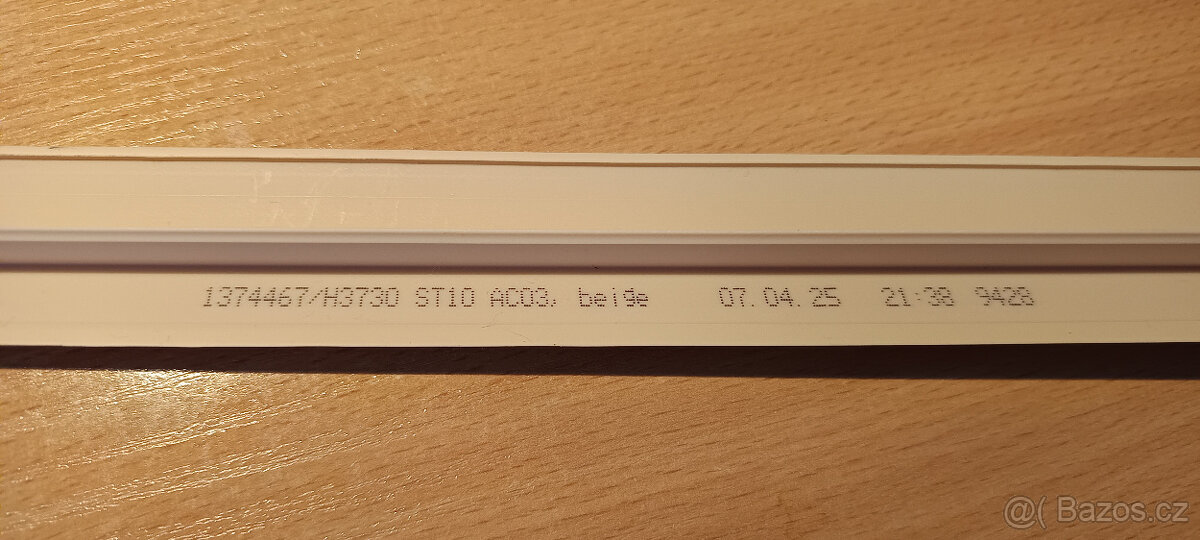 1374467/H3730 ST10 AC03, beige 07.04.25 21:38 9428
@( Bazos.cz